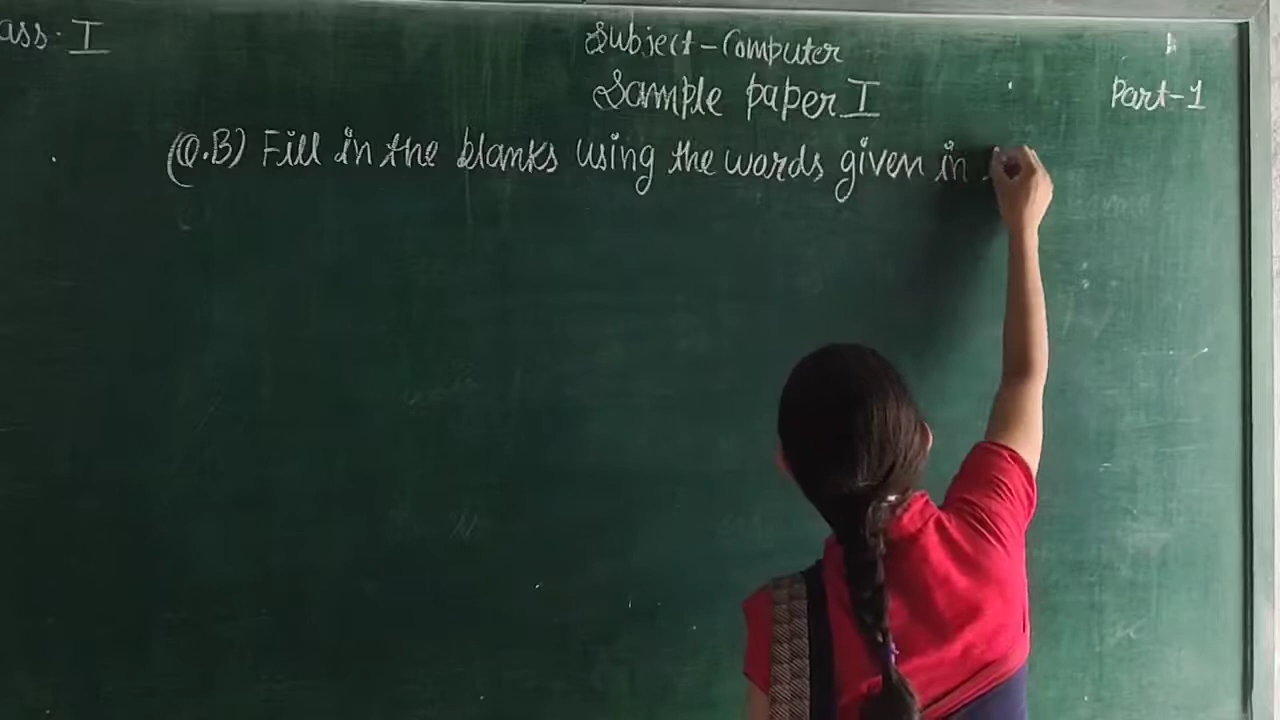 ass. I
Subject-Computer
Sample paper I
Part-1
(Q.B) Fill in the blanks using the words given in